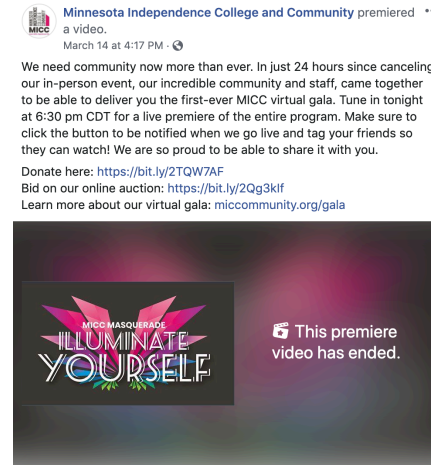 Minnesota Independence College and Community premiered
a video.
March 14 at 4:17 PM ·
MICC
We need community now more than ever. In just 24 hours since canceling
our in-person event, our incredible community and staff, came together
to be able to deliver you the first-ever MICC virtual gala. Tune in tonight
at 6:30 pm CDT for a live premiere of the entire program. Make sure to
click the button to be notified when we go live and tag your friends so
they can watch! We are so proud to be able to share it with you.
Donate here: https://bit.ly/2TQW7AF
Bid on our online auction: https://bit.ly/2Qg3kIf
Learn more about our virtual gala: miccommunity.org/gala
MICC MASQUERADE
ILLUMINATE
YOURSELF
This premiere
video has ended.